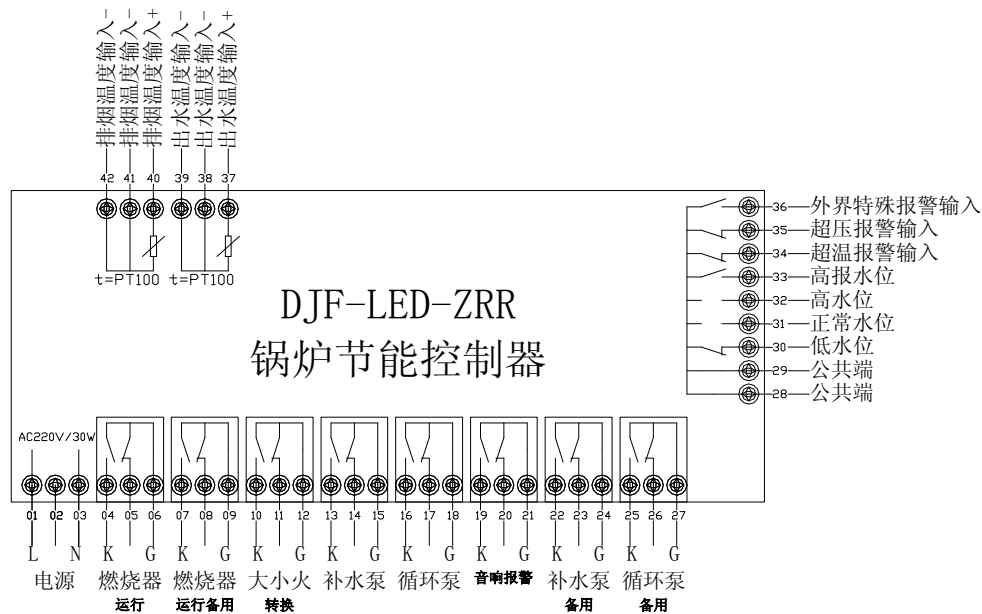 排烟温度输入-
排烟温度输入-
排烟温度输入+
出水温度输入-
出水温度输入-
出水温度输入+
42 41 40 39 38 37
t=PT100 t=PT100
DJF-LED-ZRR
锅炉节能控制器
36 外界特殊报警输入
35 超压报警输入
34 超温报警输入
33 高报水位
32 高水位
31 正常水位
30 低水位
29 公共端
28 公共端
AC220V/30W
01 02 03 04 05 06 07 08 09 10 11 12 13 14 15 16 17 18 19 20 21 22 23 24 25 26 27
L N K G K G K G K G K G K G K G K G
电源 燃烧器 燃烧器 大小火 补水泵 循环泵 音响报警 补水泵 循环泵
运行 运行备用 转换 备用 备用